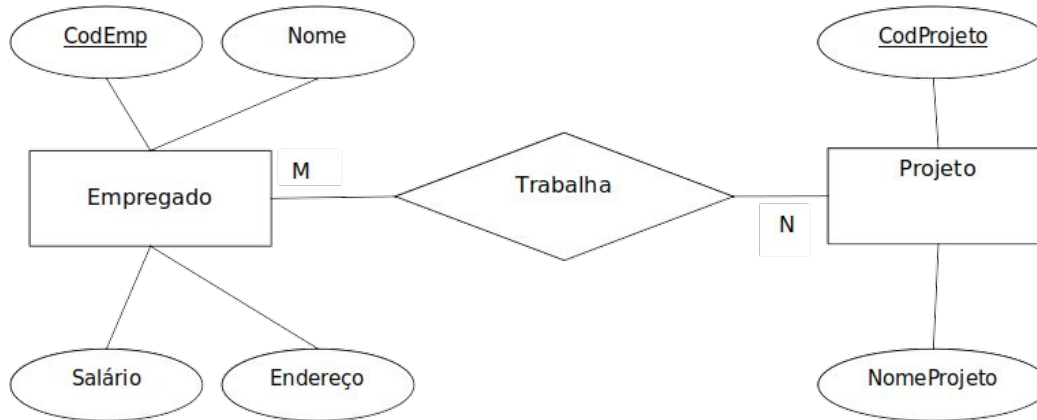 CodEmp
Nome
CodProjeto
Empregado
M
Trabalha
N
Projeto
Salário
Endereço
NomeProjeto